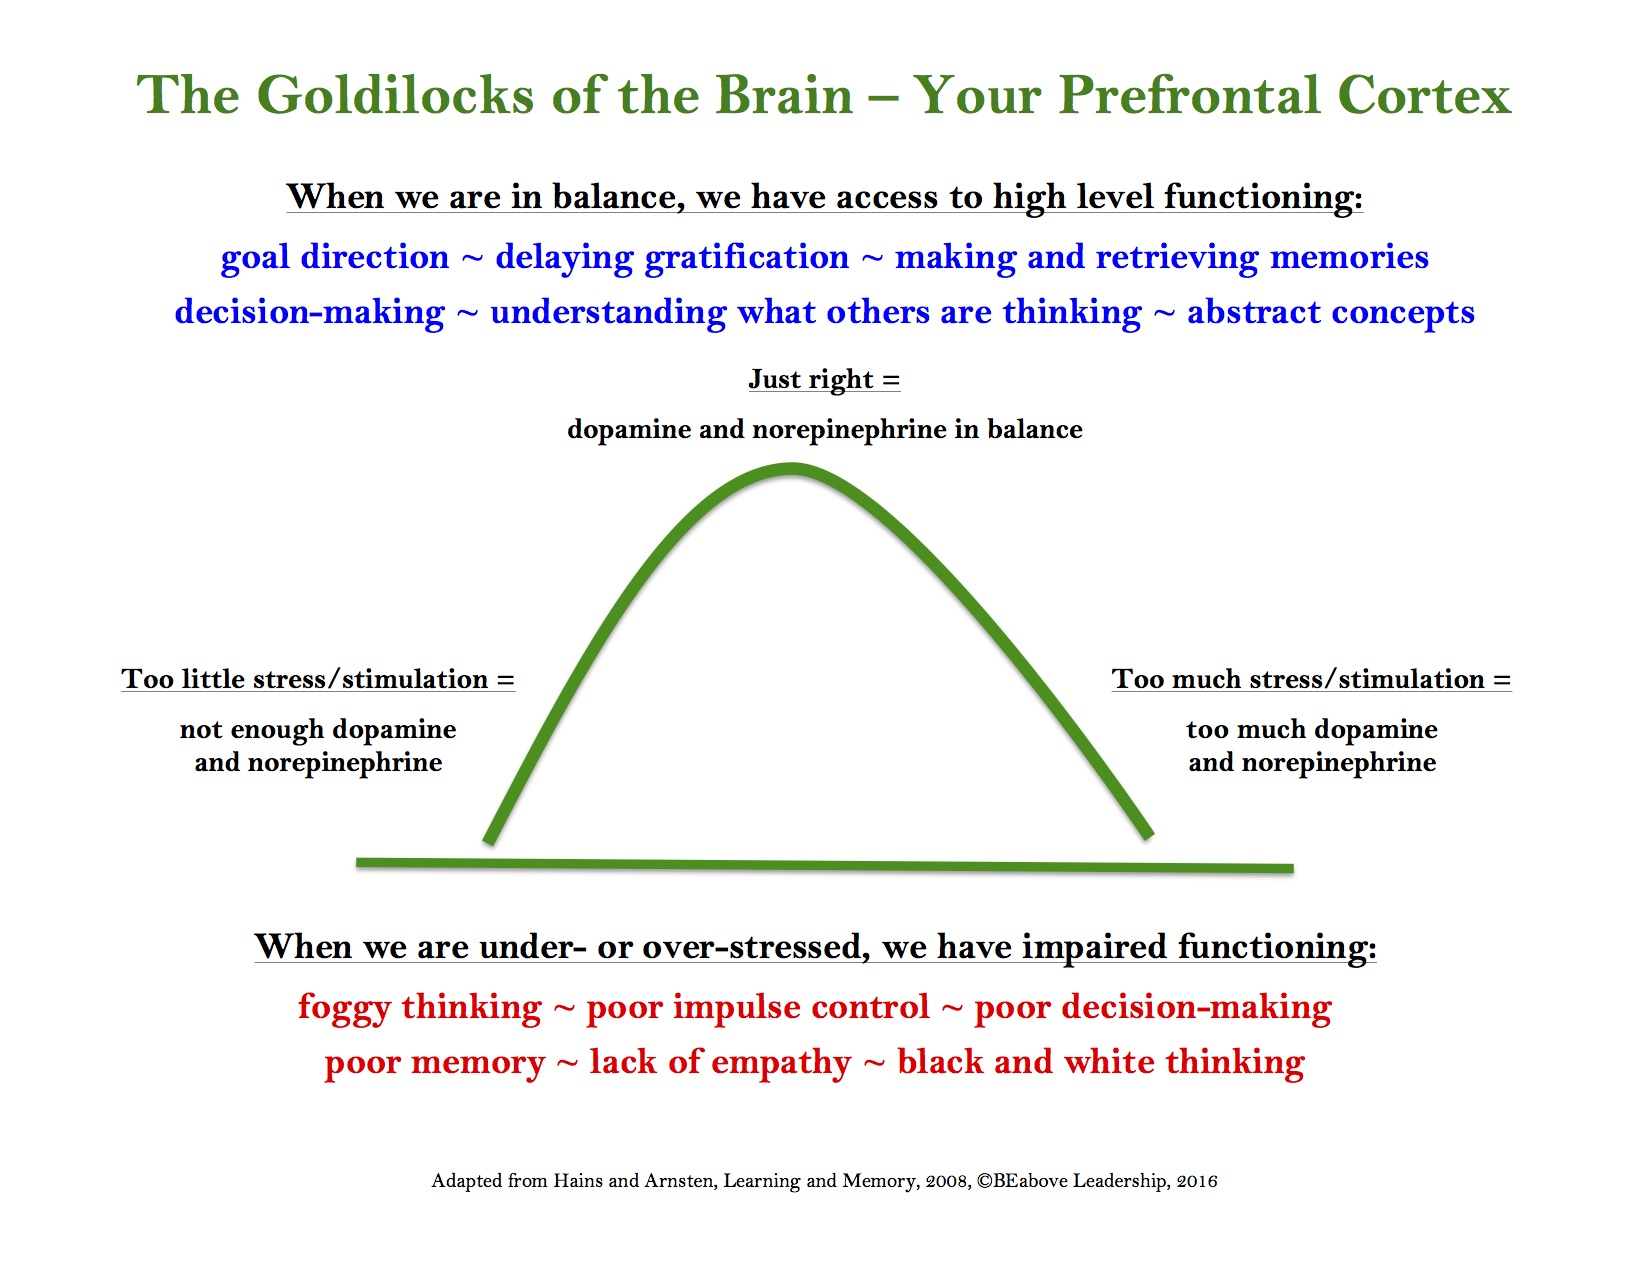 The Goldilocks of the Brain – Your Prefrontal Cortex
When we are in balance, we have access to high level functioning:
goal direction ~ delaying gratification ~ making and retrieving memories
decision-making ~ understanding what others are thinking ~ abstract concepts
Just right =
dopamine and norepinephrine in balance
Too little stress/stimulation =
not enough dopamine
and norepinephrine
Too much stress/stimulation =
too much dopamine
and norepinephrine
When we are under- or over-stressed, we have impaired functioning:
foggy thinking ~ poor impulse control ~ poor decision-making
poor memory ~ lack of empathy ~ black and white thinking
Adapted from Hains and Arnsten, Learning and Memory, 2008, ©BEabove Leadership, 2016